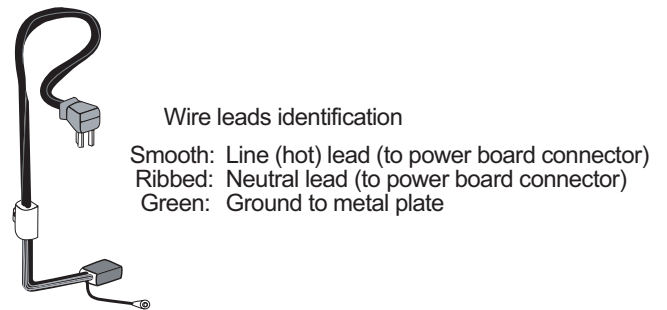 Wire leads identification
Smooth: Line (hot) lead (to power board connector)
Ribbed: Neutral lead (to power board connector)
Green: Ground to metal plate